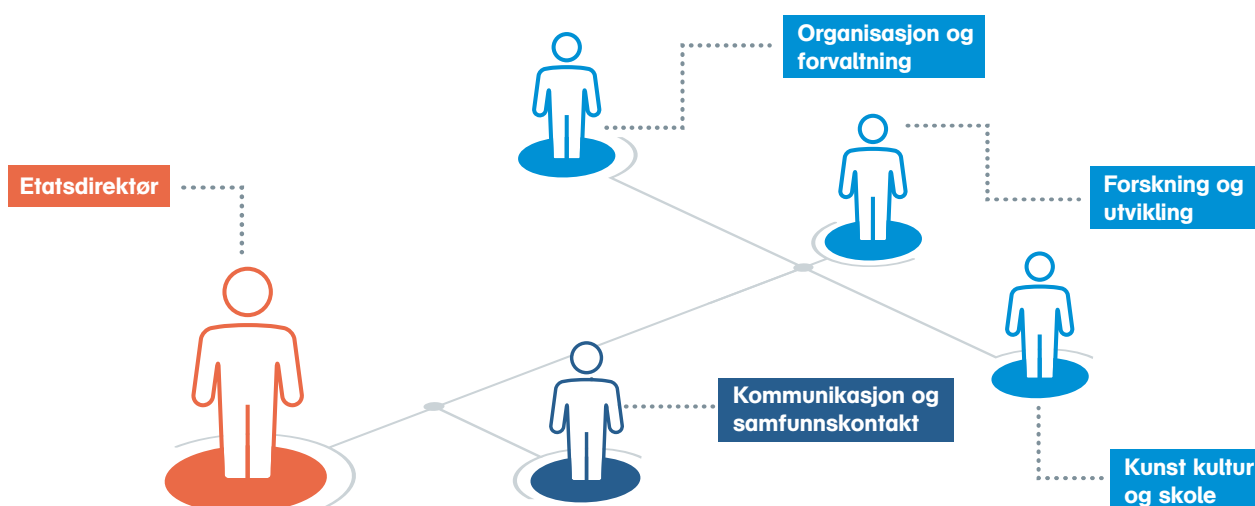 Organisasjon og
forvaltning
Etatsdirektør
Forskning og
utvikling
Kommunikasjon og
samfunnskontakt
Kunst kultur
og skole